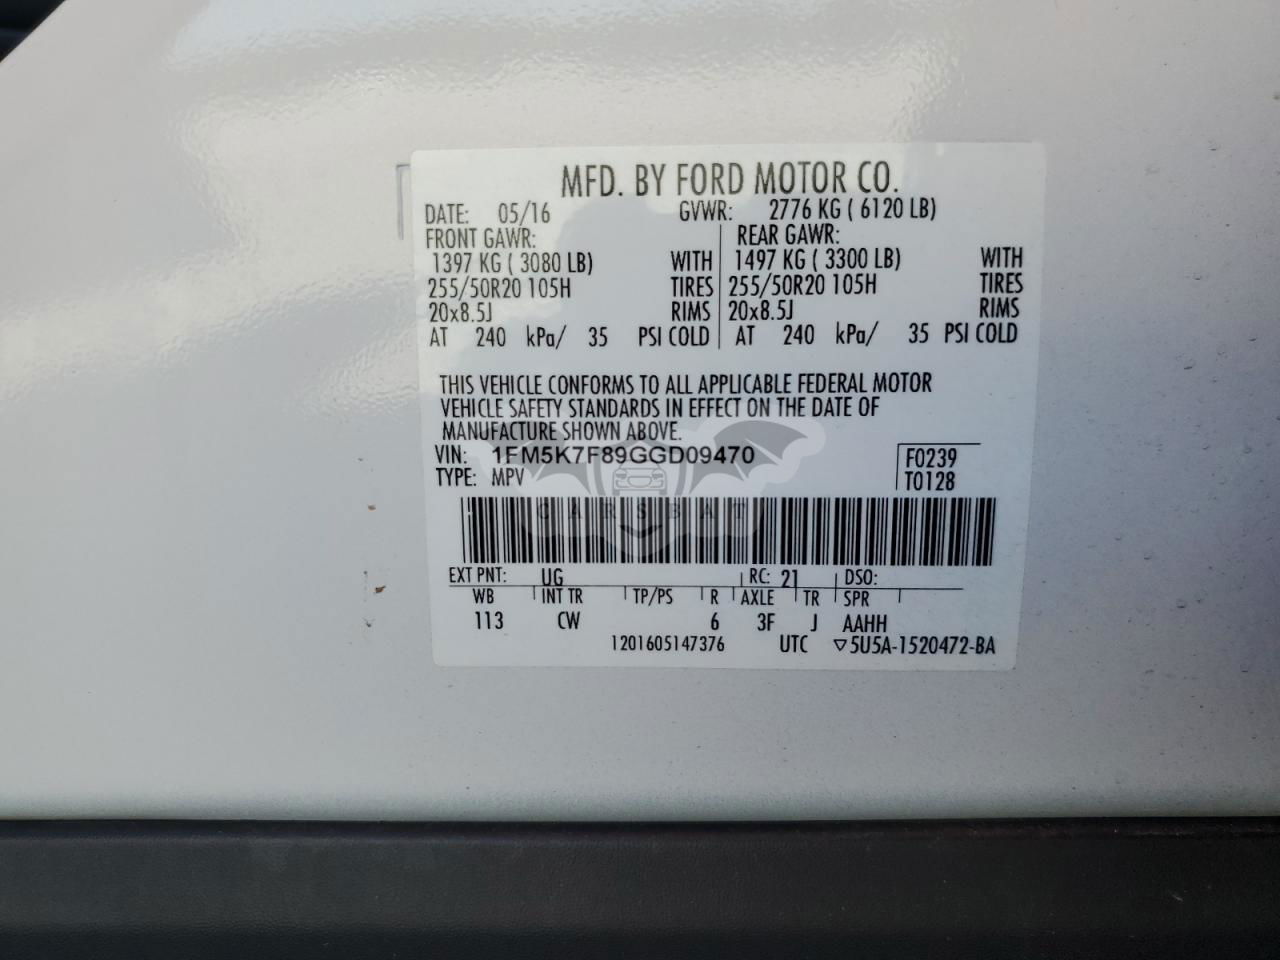 MFD. BY FORD MOTOR CO.
DATE: 05/16 GVWR: 2776 KG ( 6120 LB)
FRONT GAWR: REAR GAWR:
1397 KG ( 3080 LB) WITH 1497 KG ( 3300 LB) WITH
255/50R20 105H TIRES 255/50R20 105H TIRES
20x8.5J RIMS 20x8.5J RIMS
AT 240 kPa/ 35 PSI COLD AT 240 kPa/ 35 PSI COLD
THIS VEHICLE CONFORMS TO ALL APPLICABLE FEDERAL MOTOR
VEHICLE SAFETY STANDARDS IN EFFECT ON THE DATE OF
MANUFACTURE SHOWN ABOVE.
VIN: 1FM5K7F89GGD09470 F0239
TYPE: MPV T0128
CARSBAT
EXT PNT: UG RC: 21 DSO:
WB INT TR TP/PS R AXLE TR SPR
113 CW 6 3F J AAHH
1201605147376 UTC ▽5U5A-1520472-BA